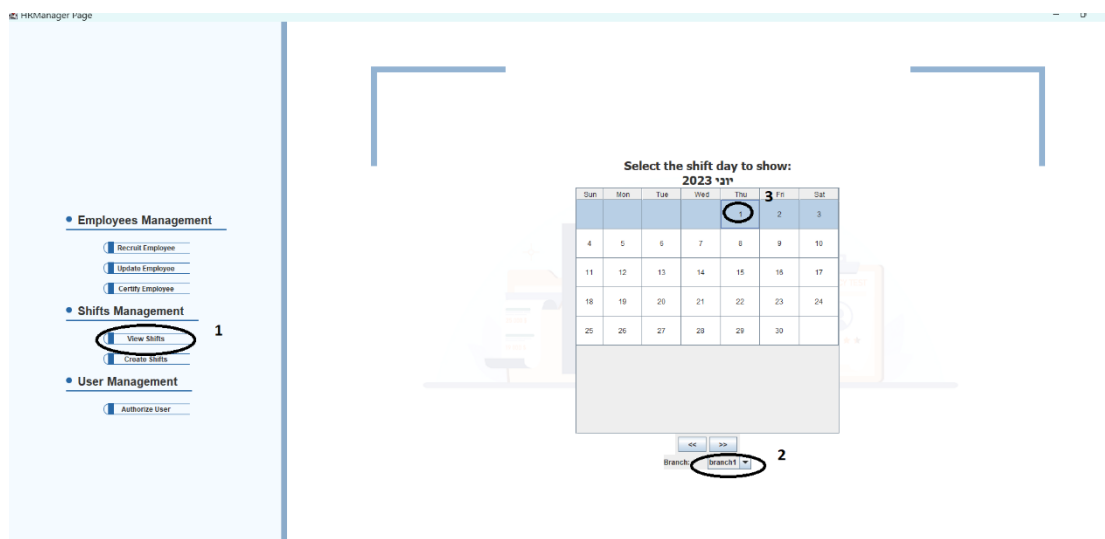 HRManager Page
Employees Management
Recruit Employee
Update Employee
Certify Employee
Shifts Management
View Shifts
1
Create Shifts
User Management
Authorize User
Select the shift day to show:
יוני 2023
3
Sun Mon Tue Wed Thu Fri Sat
1 2 3
4 5 6 7 8 9 10
11 12 13 14 15 16 17
18 19 20 21 22 23 24
25 26 27 28 29 30
<< >>
Branch: branch1
2